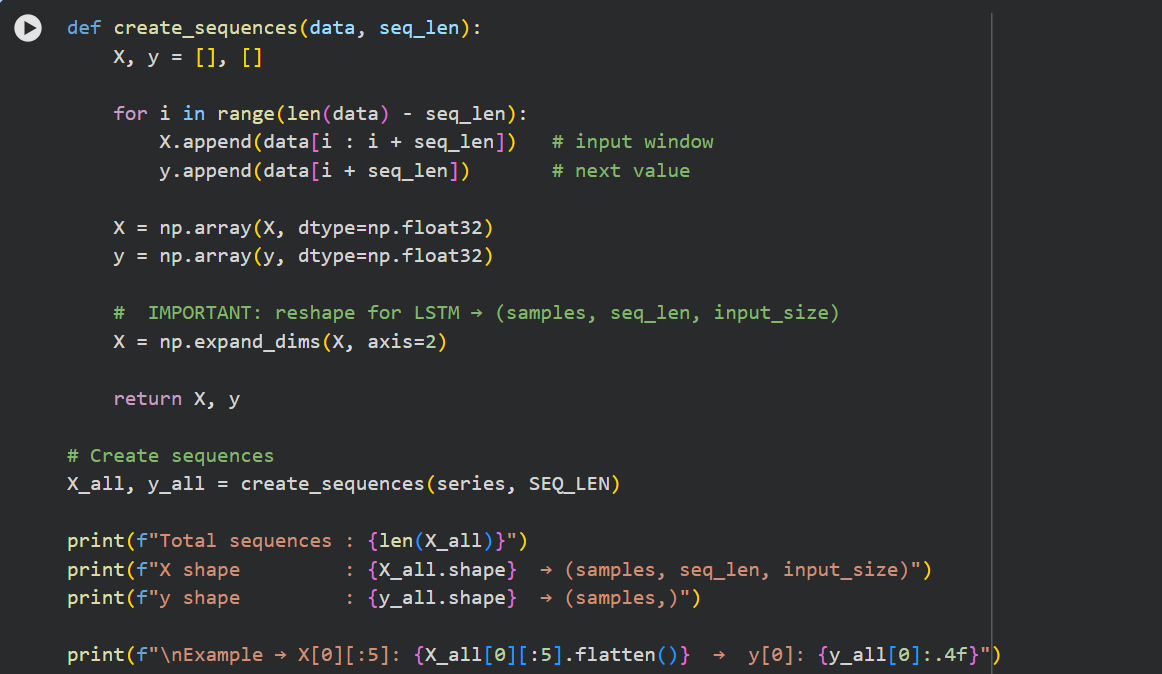 def create_sequences(data, seq_len):
    X, y = [], []

    for i in range(len(data) - seq_len):
        X.append(data[i : i + seq_len])   # input window
        y.append(data[i + seq_len])       # next value

    X = np.array(X, dtype=np.float32)
    y = np.array(y, dtype=np.float32)

    #  IMPORTANT: reshape for LSTM → (samples, seq_len, input_size)
    X = np.expand_dims(X, axis=2)

    return X, y

# Create sequences
X_all, y_all = create_sequences(series, SEQ_LEN)

print(f"Total sequences : {len(X_all)}")
print(f"X shape         : {X_all.shape}  → (samples, seq_len, input_size)")
print(f"y shape         : {y_all.shape}  → (samples,)")

print(f"\nExample → X[0][:5]: {X_all[0][:5].flatten()}  →  y[0]: {y_all[0]:.4f}")